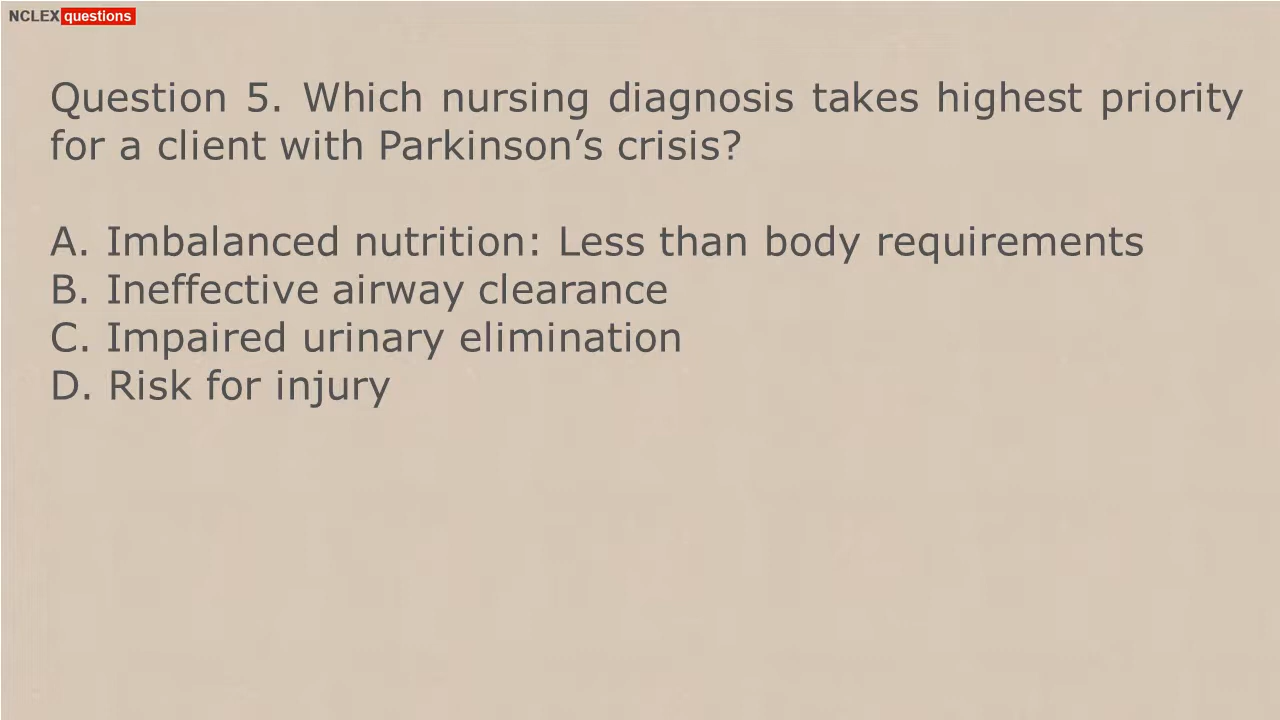 NCLEX questions
Question 5. Which nursing diagnosis takes highest priority
for a client with Parkinson’s crisis?
A. Imbalanced nutrition: Less than body requirements
B. Ineffective airway clearance
C. Impaired urinary elimination
D. Risk for injury